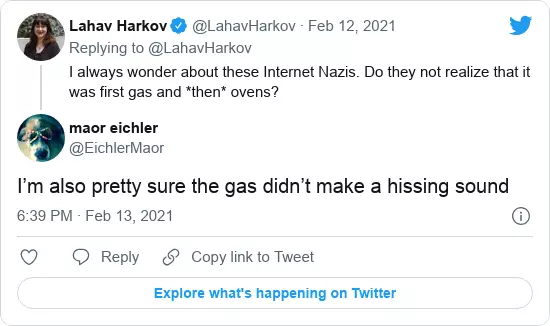 Lahav Harkov @LahavHarkov · Feb 12, 2021
Replying to @LahavHarkov
I always wonder about these Internet Nazis. Do they not realize that it
was first gas and *then* ovens?
maor eichler
@EichlerMaor
I’m also pretty sure the gas didn’t make a hissing sound
6:39 PM · Feb 13, 2021
Reply Copy link to Tweet
Explore what's happening on Twitter